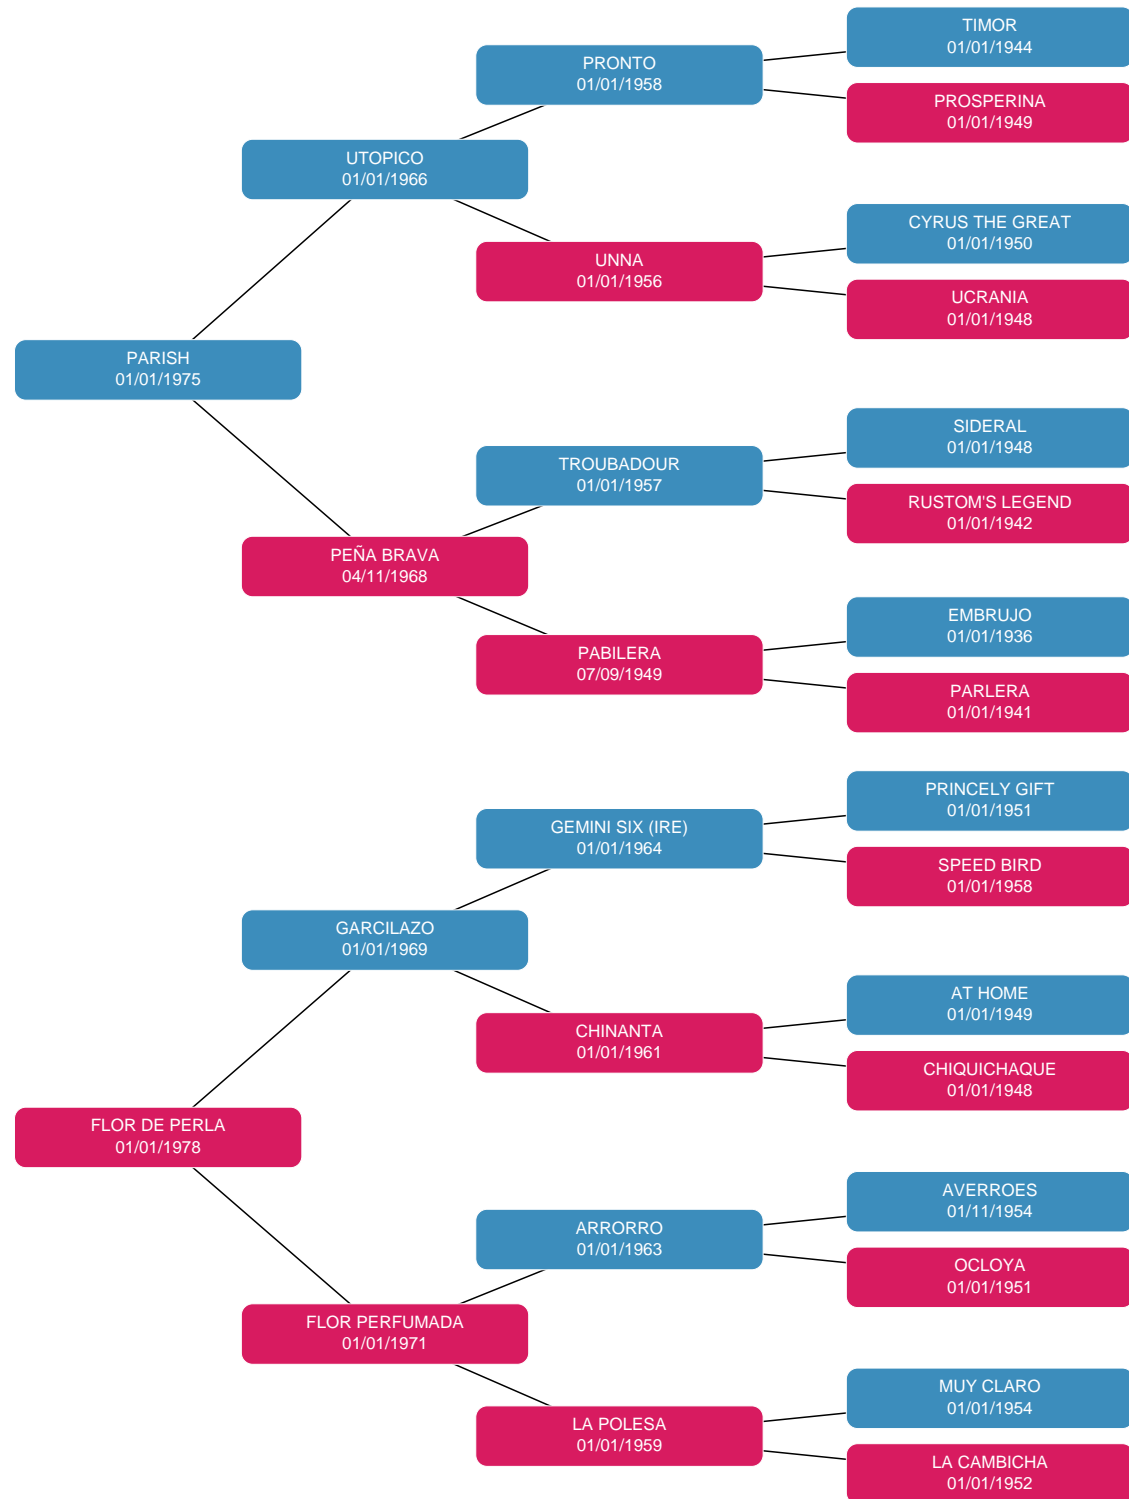 TIMOR
01/01/1944
PRONTO
01/01/1958
PROSPERINA
01/01/1949
UTOPICO
01/01/1966
CYRUS THE GREAT
01/01/1950
UNNA
01/01/1956
UCRANIA
01/01/1948
PARISH
01/01/1975
SIDERAL
01/01/1948
TROUBADOUR
01/01/1957
RUSTOM'S LEGEND
01/01/1942
PEÑA BRAVA
04/11/1968
EMBRUJO
01/01/1936
PABILERA
07/09/1949
PARLERA
01/01/1941
PRINCELY GIFT
01/01/1951
GEMINI SIX (IRE)
01/01/1964
SPEED BIRD
01/01/1958
GARCILAZO
01/01/1969
AT HOME
01/01/1949
CHINANTA
01/01/1961
CHIQUICHAQUE
01/01/1948
FLOR DE PERLA
01/01/1978
AVERROES
01/11/1954
ARRORRO
01/01/1963
OCLOYA
01/01/1951
FLOR PERFUMADA
01/01/1971
MUY CLARO
01/01/1954
LA POLESA
01/01/1959
LA CAMBICHA
01/01/1952